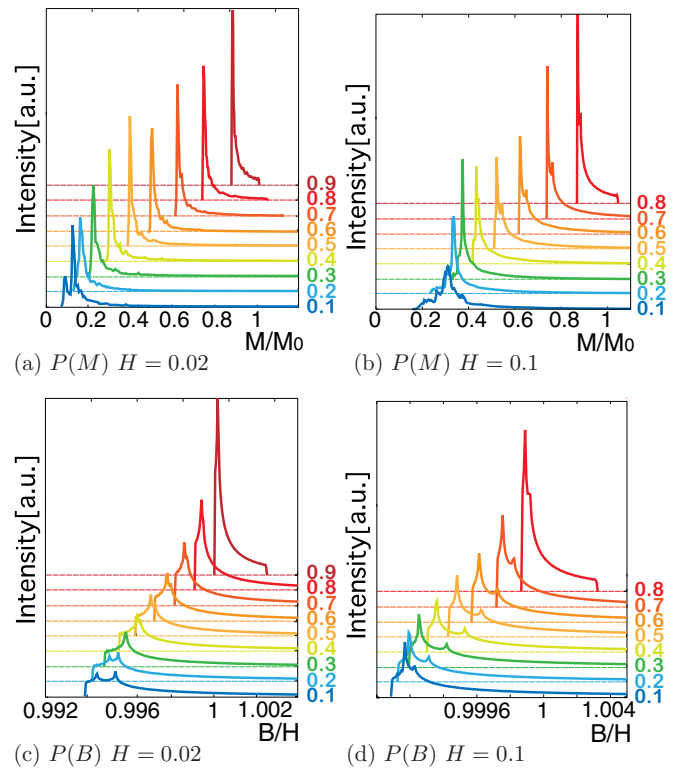 Intensity[a.u.]
0.9
0.8
0.7
0.6
0.5
0.4
0.3
0.2
0.1
0 0.2 0.4 0.6 0.8 1
M/M0
(a) P(M) H = 0.02
Intensity[a.u.]
0.8
0.7
0.6
0.5
0.4
0.3
0.2
0.1
0 0.2 0.4 0.6 0.8 1
M/M0
(b) P(M) H = 0.1
Intensity[a.u.]
0.9
0.8
0.7
0.6
0.5
0.4
0.3
0.2
0.1
0.992 0.996 1 1.002
B/H
(c) P(B) H = 0.02
Intensity[a.u.]
0.8
0.7
0.6
0.5
0.4
0.3
0.2
0.1
0.9996 1 1.004
B/H
(d) P(B) H = 0.1